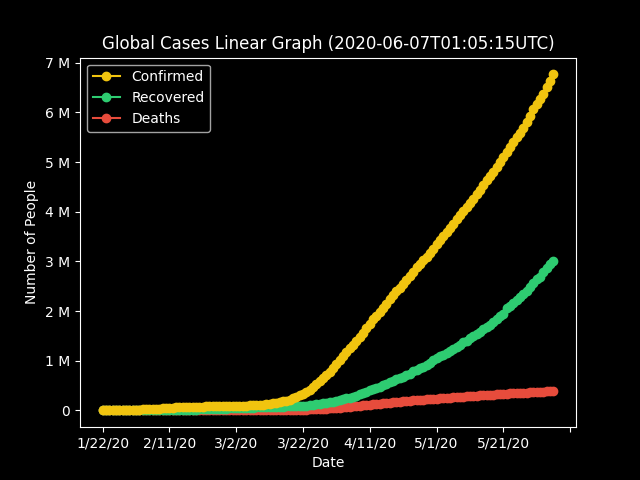 Global Cases Linear Graph (2020-06-07T01:05:15UTC)
Confirmed
Recovered
Deaths
7 M
6 M
5 M
4 M
3 M
2 M
1 M
0
Number of People
1/22/20 2/11/20 3/2/20 3/22/20 4/11/20 5/1/20 5/21/20
Date